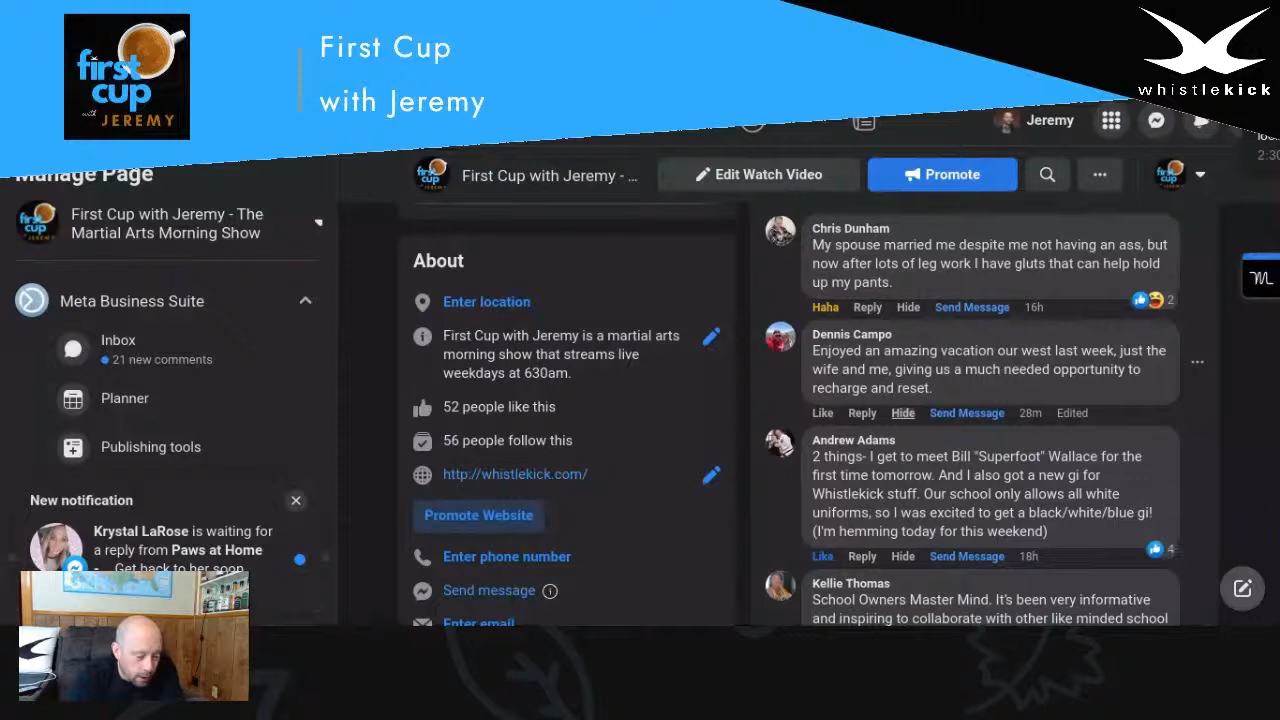 first
cup
with JEREMY
First Cup
with Jeremy
whistlekick
Jeremy
2:30
Manage Page
First Cup with Jeremy - ...
Edit Watch Video
Promote
First Cup with Jeremy - The
Martial Arts Morning Show
Meta Business Suite
Inbox
21 new comments
Planner
Publishing tools
New notification
Krystal LaRose is waiting for
a reply from Paws at Home
- Get back to her soon
About
Enter location
First Cup with Jeremy is a martial arts
morning show that streams live
weekdays at 630am.
52 people like this
56 people follow this
http://whistlekick.com/
Promote Website
Enter phone number
Send message
Enter email
Chris Dunham
My spouse married me despite me not having an ass, but
now after lots of leg work I have gluts that can help hold
up my pants.
2
Haha Reply Hide Send Message 16h
Dennis Campo
Enjoyed an amazing vacation our west last week, just the
wife and me, giving us a much needed opportunity to
recharge and reset.
Like Reply Hide Send Message 28m Edited
Andrew Adams
2 things- I get to meet Bill "Superfoot" Wallace for the
first time tomorrow. And I also got a new gi for
Whistlekick stuff. Our school only allows all white
uniforms, so I was excited to get a black/white/blue gi!
(I'm hemming today for this weekend)
4
Like Reply Hide Send Message 18h
Kellie Thomas
School Owners Master Mind. It's been very informative
and inspiring to collaborate with other like minded school